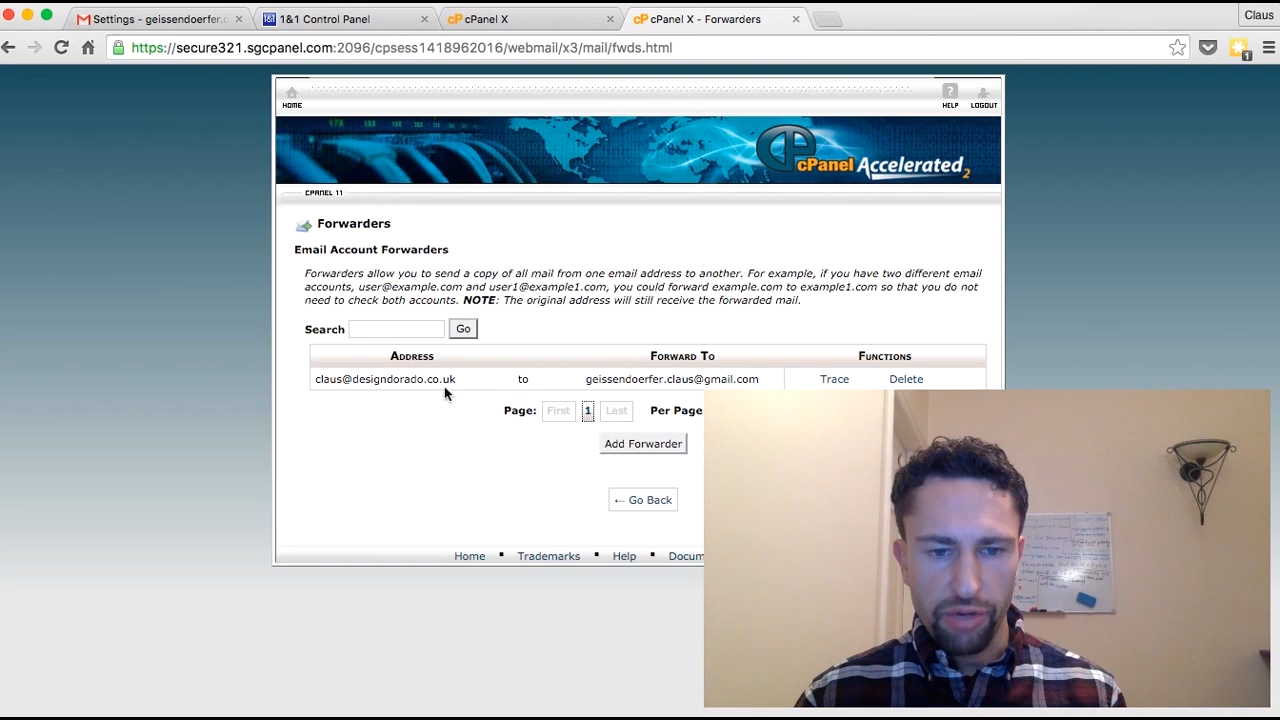 Settings - geissendoerfer.c
1&1 Control Panel
cPanel X
cPanel X - Forwarders
Claus
https://secure321.sgcpanel.com:2096/cpsess1418962016/webmail/x3/mail/fwds.html
1
HOME
?
HELP
LOGOUT
cPanel Accelerated2
CPANEL 11
Forwarders
Email Account Forwarders
Forwarders allow you to send a copy of all mail from one email address to another. For example, if you have two different email
accounts, user@example.com and user1@example1.com, you could forward example.com to example1.com so that you do not
need to check both accounts. NOTE: The original address will still receive the forwarded mail.
Search Go
Address Forward To Functions
claus@designdorado.co.uk to geissendoerfer.claus@gmail.com Trace Delete
Page: First 1 Last Per Page
Add Forwarder
← Go Back
Home ▪ Trademarks ▪ Help ▪ Docum